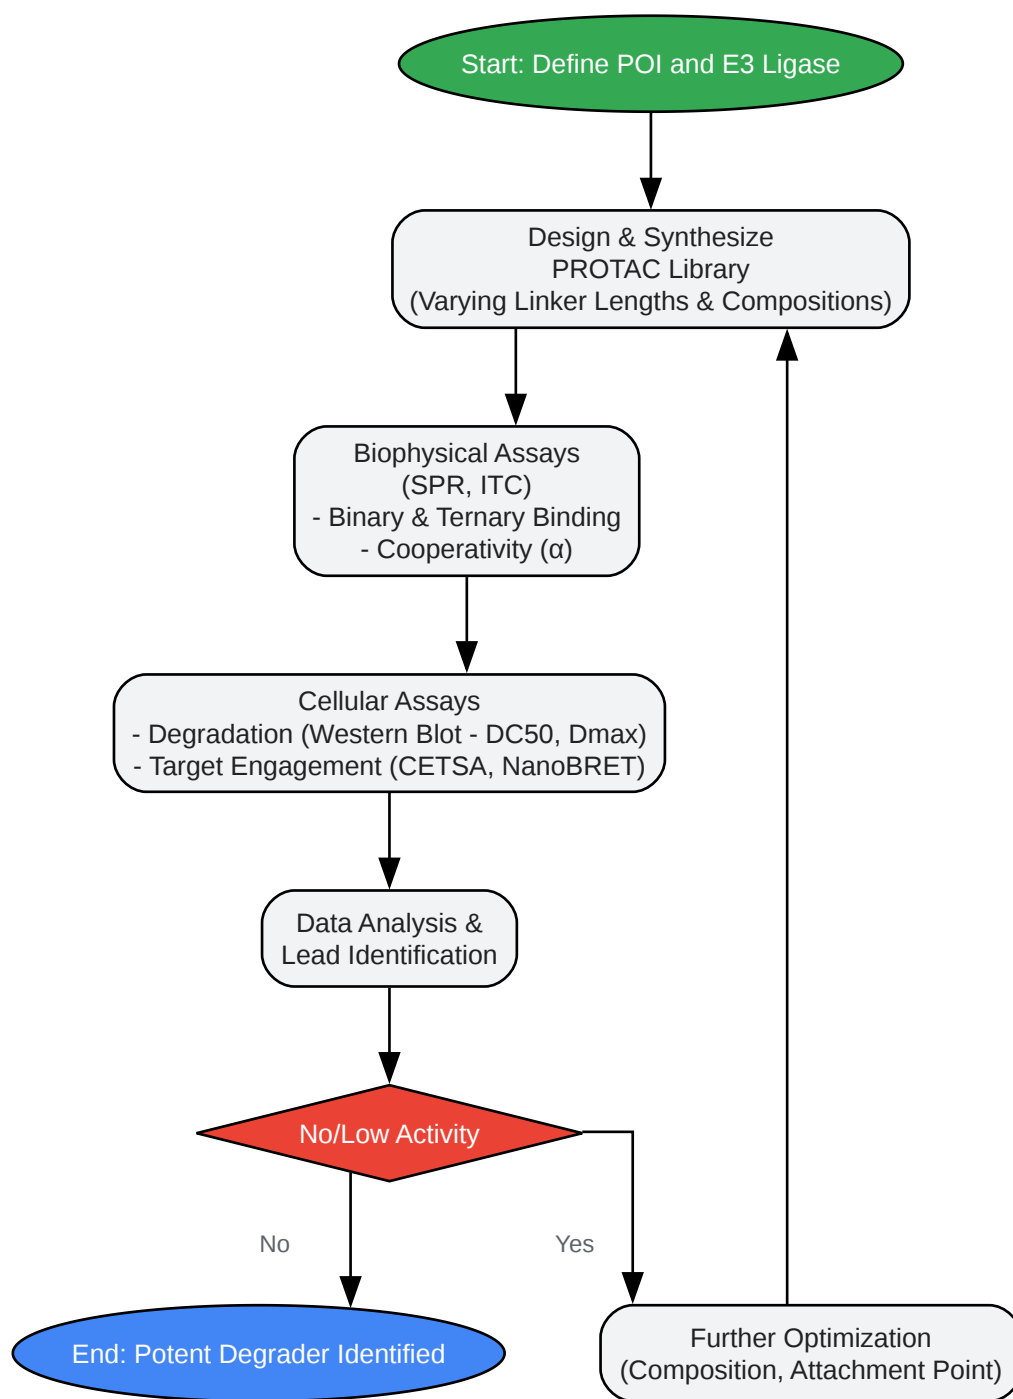 Start: Define POI and E3 Ligase
Design & Synthesize
PROTAC Library
(Varying Linker Lengths & Compositions)
Biophysical Assays
(SPR, ITC)
- Binary & Ternary Binding
- Cooperativity (α)
Cellular Assays
- Degradation (Western Blot - DC50, Dmax)
- Target Engagement (CETSA, NanoBRET)
Data Analysis &
Lead Identification
No/Low Activity
No
Yes
End: Potent Degrader Identified
Further Optimization
(Composition, Attachment Point)